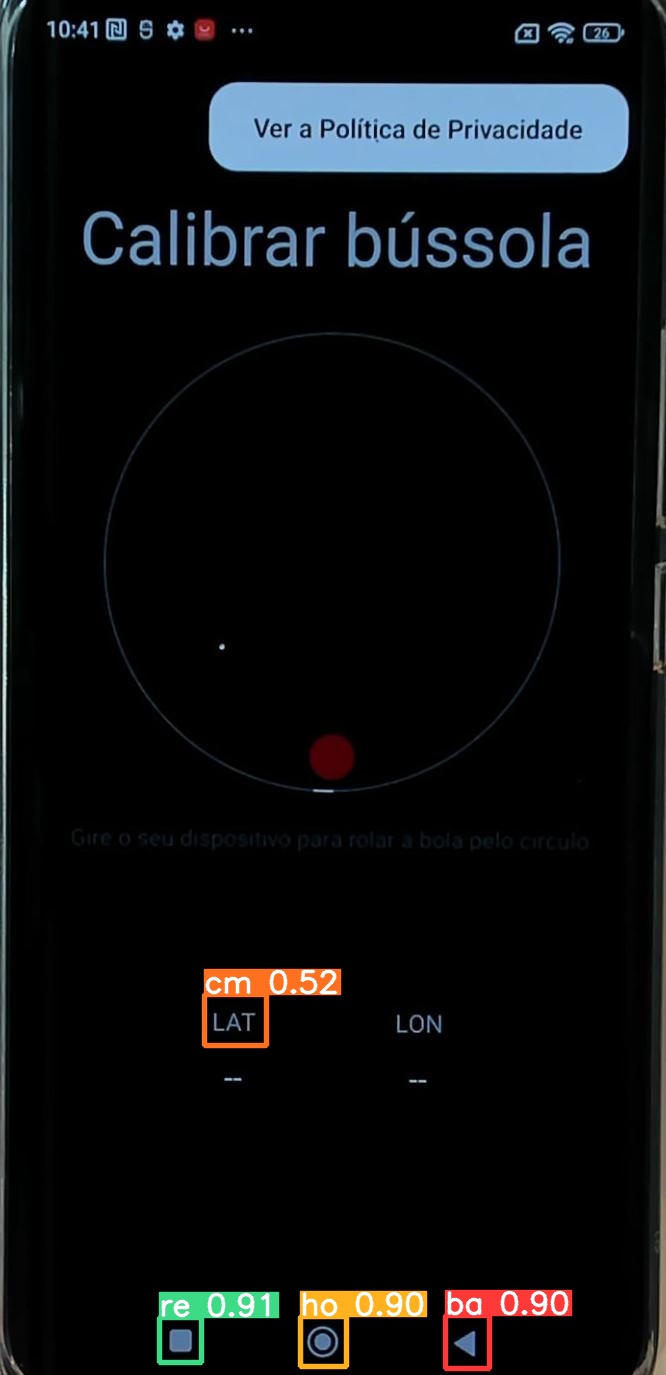 10:41
26
Ver a Política de Privacidade
Calibrar bússola
Gire o seu dispositivo para rolar a bola pelo círculo
cm 0.52
LAT
LON
--
--
re 0.91
ho 0.90
ba 0.90